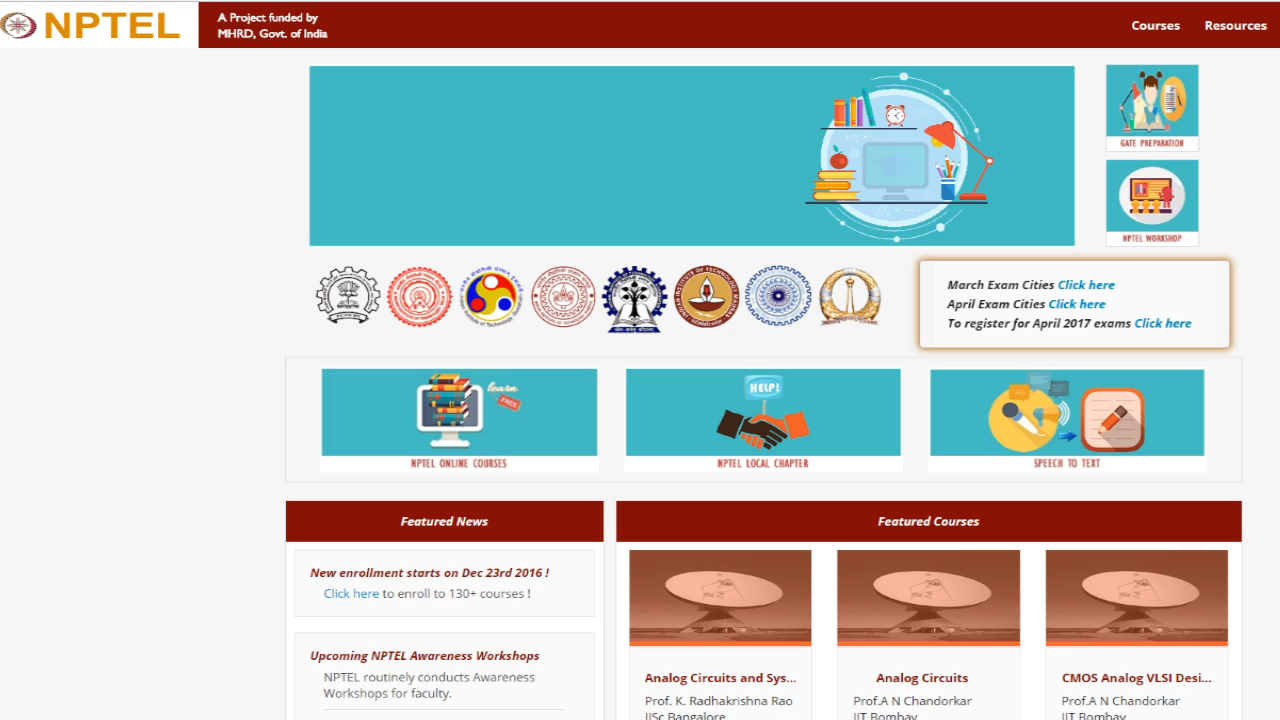 NPTEL
A Project funded by
MHRD, Govt. of India
Courses Resources
GATE PREPARATION
NPTEL WORKSHOP
March Exam Cities Click here
April Exam Cities Click here
To register for April 2017 exams Click here
learn
FREE
NPTEL ONLINE COURSES
HELP!
NPTEL LOCAL CHAPTER
SPEECH TO TEXT
Featured News
New enrollment starts on Dec 23rd 2016 !
Click here to enroll to 130+ courses !
Upcoming NPTEL Awareness Workshops
NPTEL routinely conducts Awareness
Workshops for faculty.
Featured Courses
Analog Circuits and Sys...
Prof. K. Radhakrishna Rao
IISc Bangalore
Analog Circuits
Prof.A N Chandorkar
IIT Bombay
CMOS Analog VLSI Desi...
Prof.A N Chandorkar
IIT Bombay